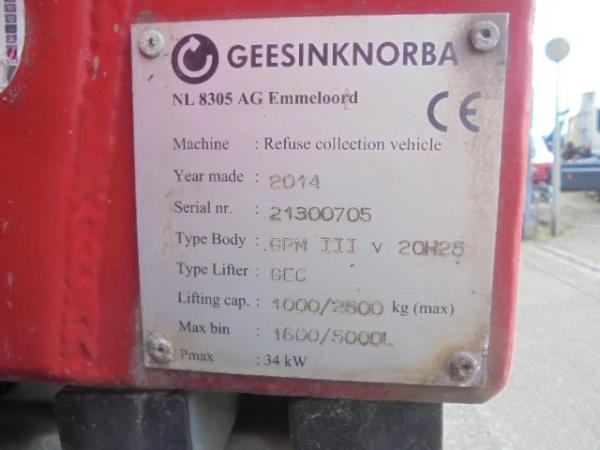 GEESINKNORBA
NL 8305 AG Emmeloord
CE
Machine : Refuse collection vehicle
Year made : 2014
Serial nr. : 21300705
Type Body : GPM III V 20H25
Type Lifter : GEC
Lifting cap. : 1000/2500 kg (max)
Max bin : 1600/5000L
Pmax : 34 kW